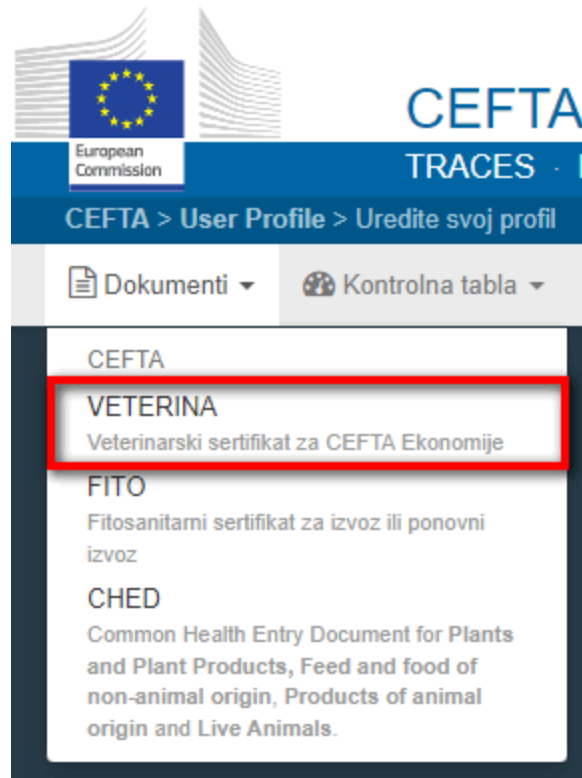 CEFTA
European
Commission
TRACES ·
CEFTA > User Profile > Uredite svoj profil
Dokumenti
Kontrolna tabla
CEFTA
VETERINA
Veterinarski sertifikat za CEFTA Ekonomije
FITO
Fitosanitarni sertifikat za izvoz ili ponovni
izvoz
CHED
Common Health Entry Document for Plants
and Plant Products, Feed and food of
non-animal origin, Products of animal
origin and Live Animals.